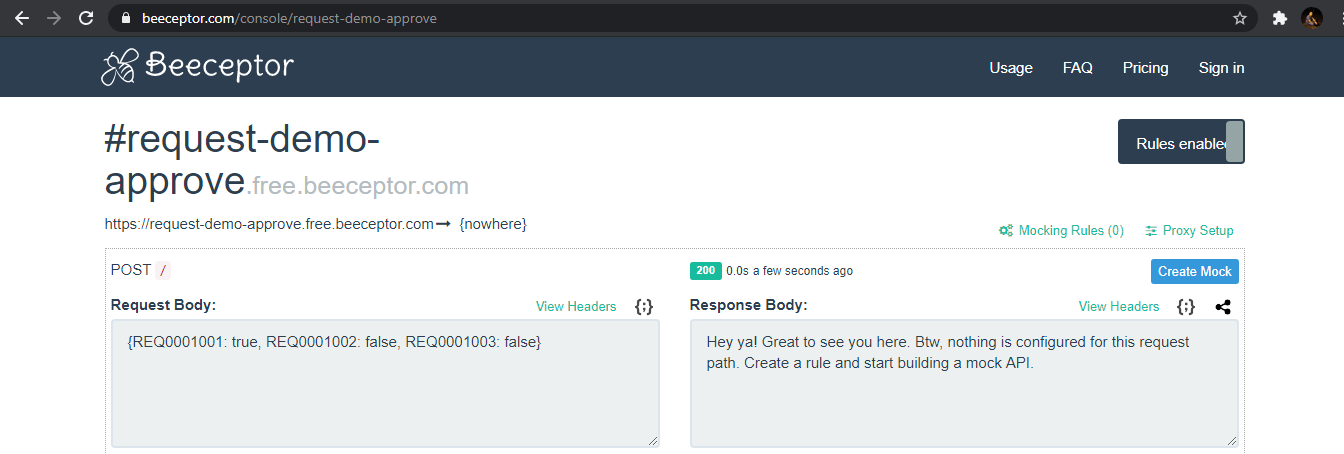 beeceptor.com/console/request-demo-approve
Beeceptor
Usage FAQ Pricing Sign in
#request-demo-
approve.free.beeceptor.com
Rules enabled
https://request-demo-approve.free.beeceptor.com → {nowhere}
Mocking Rules (0) Proxy Setup
POST /
200 0.0s a few seconds ago
Create Mock
Request Body: View Headers {;}
Response Body: View Headers {;}
{REQ0001001: true, REQ0001002: false, REQ0001003: false}
Hey ya! Great to see you here. Btw, nothing is configured for this request
path. Create a rule and start building a mock API.